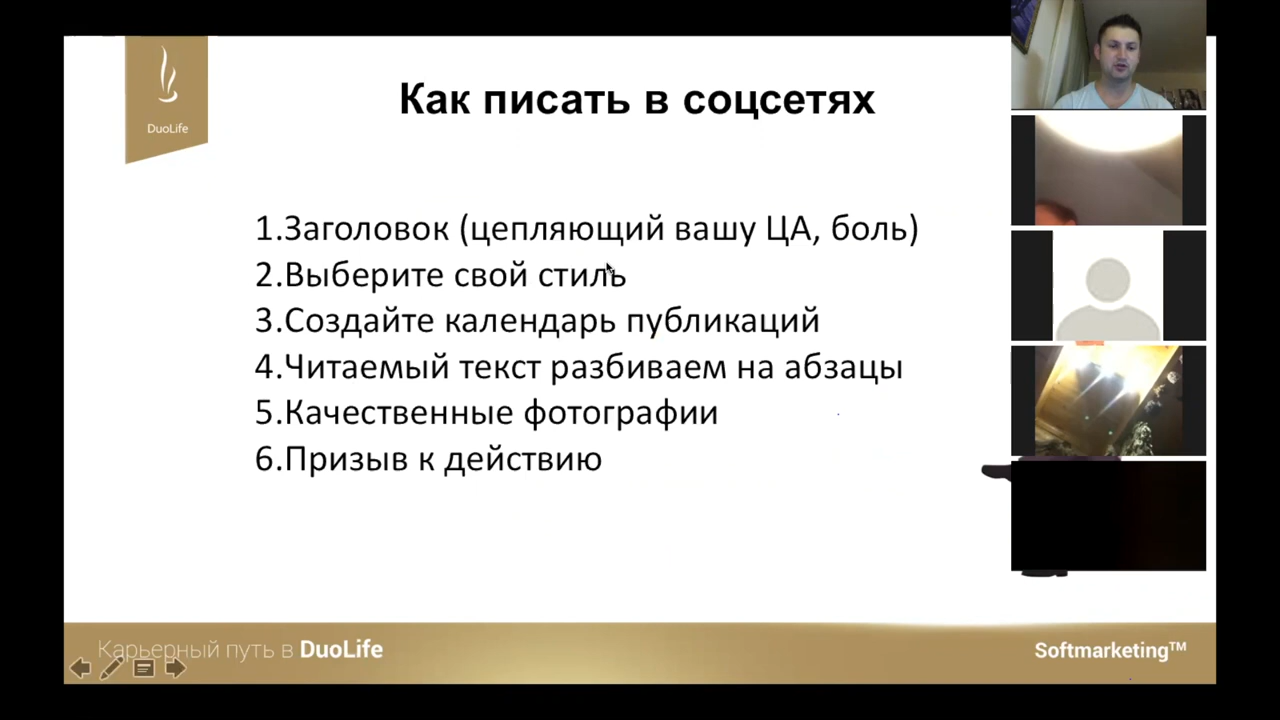 DuoLife
Как писать в соцсетях
1.Заголовок (цепляющий вашу ЦА, боль)
2.Выберите свой стиль
3.Создайте календарь публикаций
4.Читаемый текст разбиваем на абзацы
5.Качественные фотографии
6.Призыв к действию
Карьерный путь в DuoLife
Softmarketing™